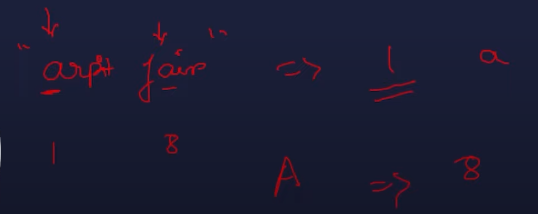 "arpit jain" => 1 a
1 8
A => 8